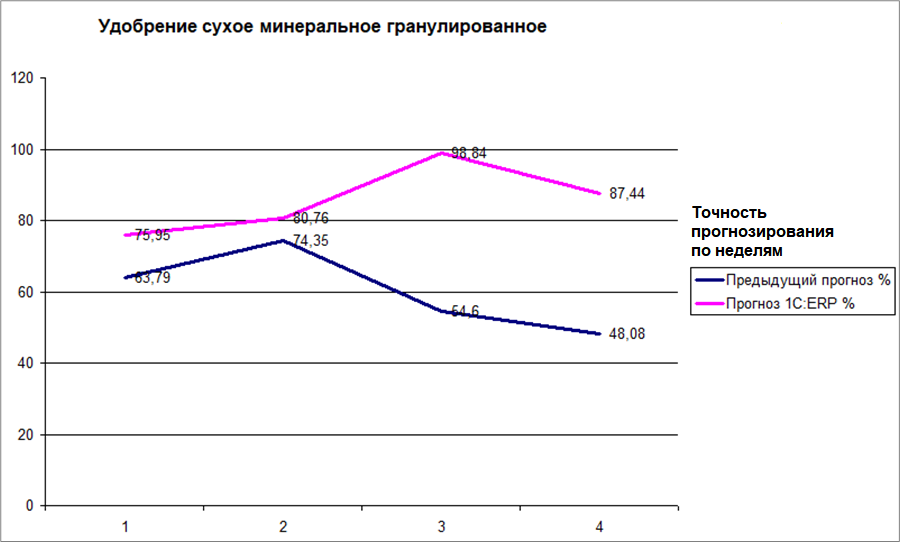 Удобрение сухое минеральное гранулированное
120
100
80
60
40
20
0
98,84
87,44
80,76
75,95
74,35
63,79
54,6
48,08
1 2 3 4
Точность
прогнозирования
по неделям
Предыдущий прогноз %
Прогноз 1С:ERP %